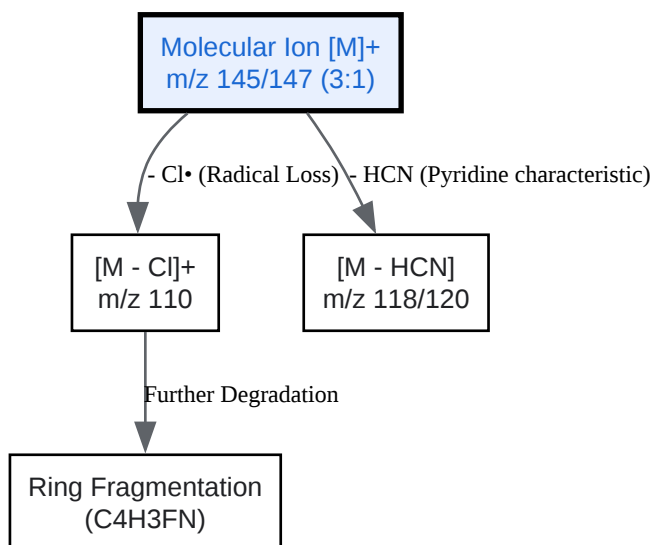 Molecular Ion [M]+
m/z 145/147 (3:1)
- Cl• (Radical Loss)
- HCN (Pyridine characteristic)
[M - Cl]+
m/z 110
[M - HCN]
m/z 118/120
Further Degradation
Ring Fragmentation
(C4H3FN)